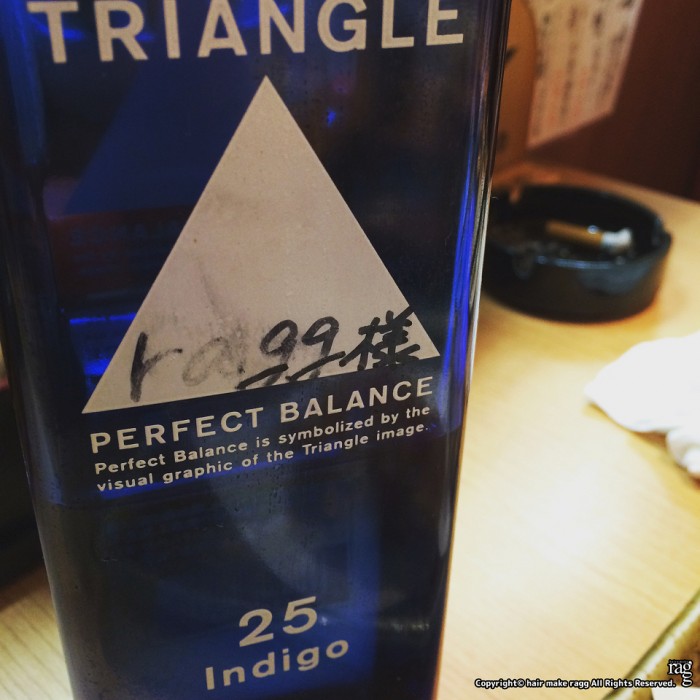 TRIANGLE
ragg様
PERFECT BALANCE
Perfect Balance is symbolized by the
visual graphic of the Triangle image.
25
Indigo
ragg
Copyright© hair make ragg All Rights Reserved.